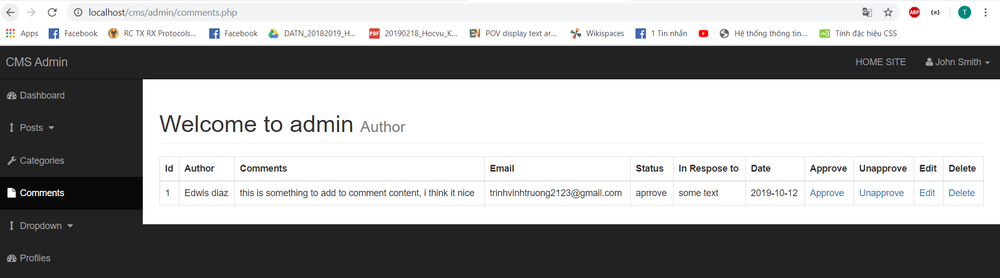 localhost/cms/admin/comments.php
ABP
T
Apps Facebook RC TX RX Protocols... Facebook DATN_20182019_H... PDF 20190218_Hocvu_K... EN POV display text ar... Wikispaces 1 Tin nhắn Hệ thống thông tin... w3 Tính đặc hiệu CSS
CMS Admin HOME SITE John Smith
Dashboard
Posts
Categories
Comments
Dropdown
Profiles
Welcome to admin Author
Id Author Comments Email Status In Respose to Date Approve Unapprove Edit Delete
1 Edwis diaz this is something to add to comment content, i think it nice trinhvinhtruong2123@gmail.com aprrove some text 2019-10-12 Approve Unapprove Edit Delete